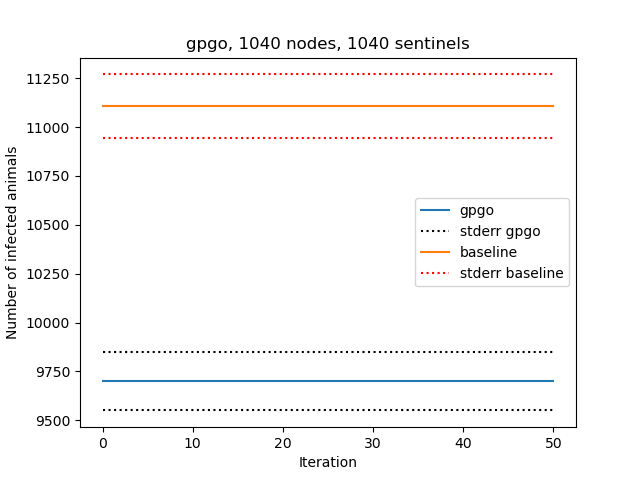 gpgo, 1040 nodes, 1040 sentinels
11250
11000
10750
10500
10250
10000
9750
9500
Number of infected animals
gpgo
stderr gpgo
baseline
stderr baseline
0 10 20 30 40 50
Iteration